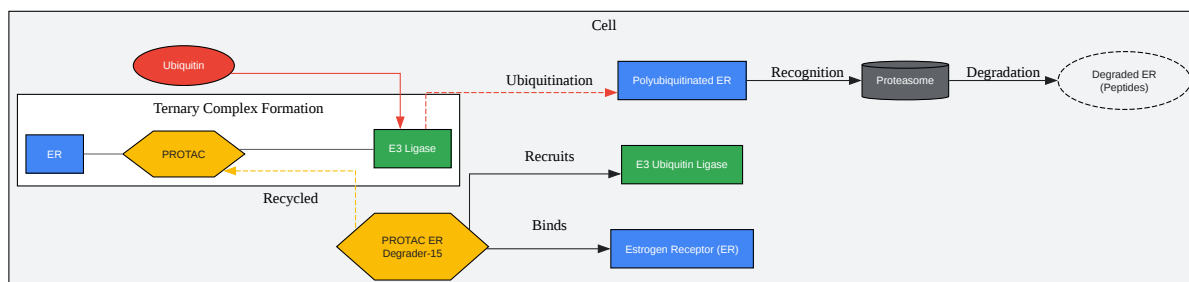 Cell
Ubiquitin
Ubiquitination
Polyubiquitinated ER
Recognition
Proteasome
Degradation
Degraded ER
(Peptides)
Ternary Complex Formation
ER
PROTAC
E3 Ligase
Recruits
E3 Ubiquitin Ligase
Recycled
PROTAC ER
Degrader-15
Binds
Estrogen Receptor (ER)